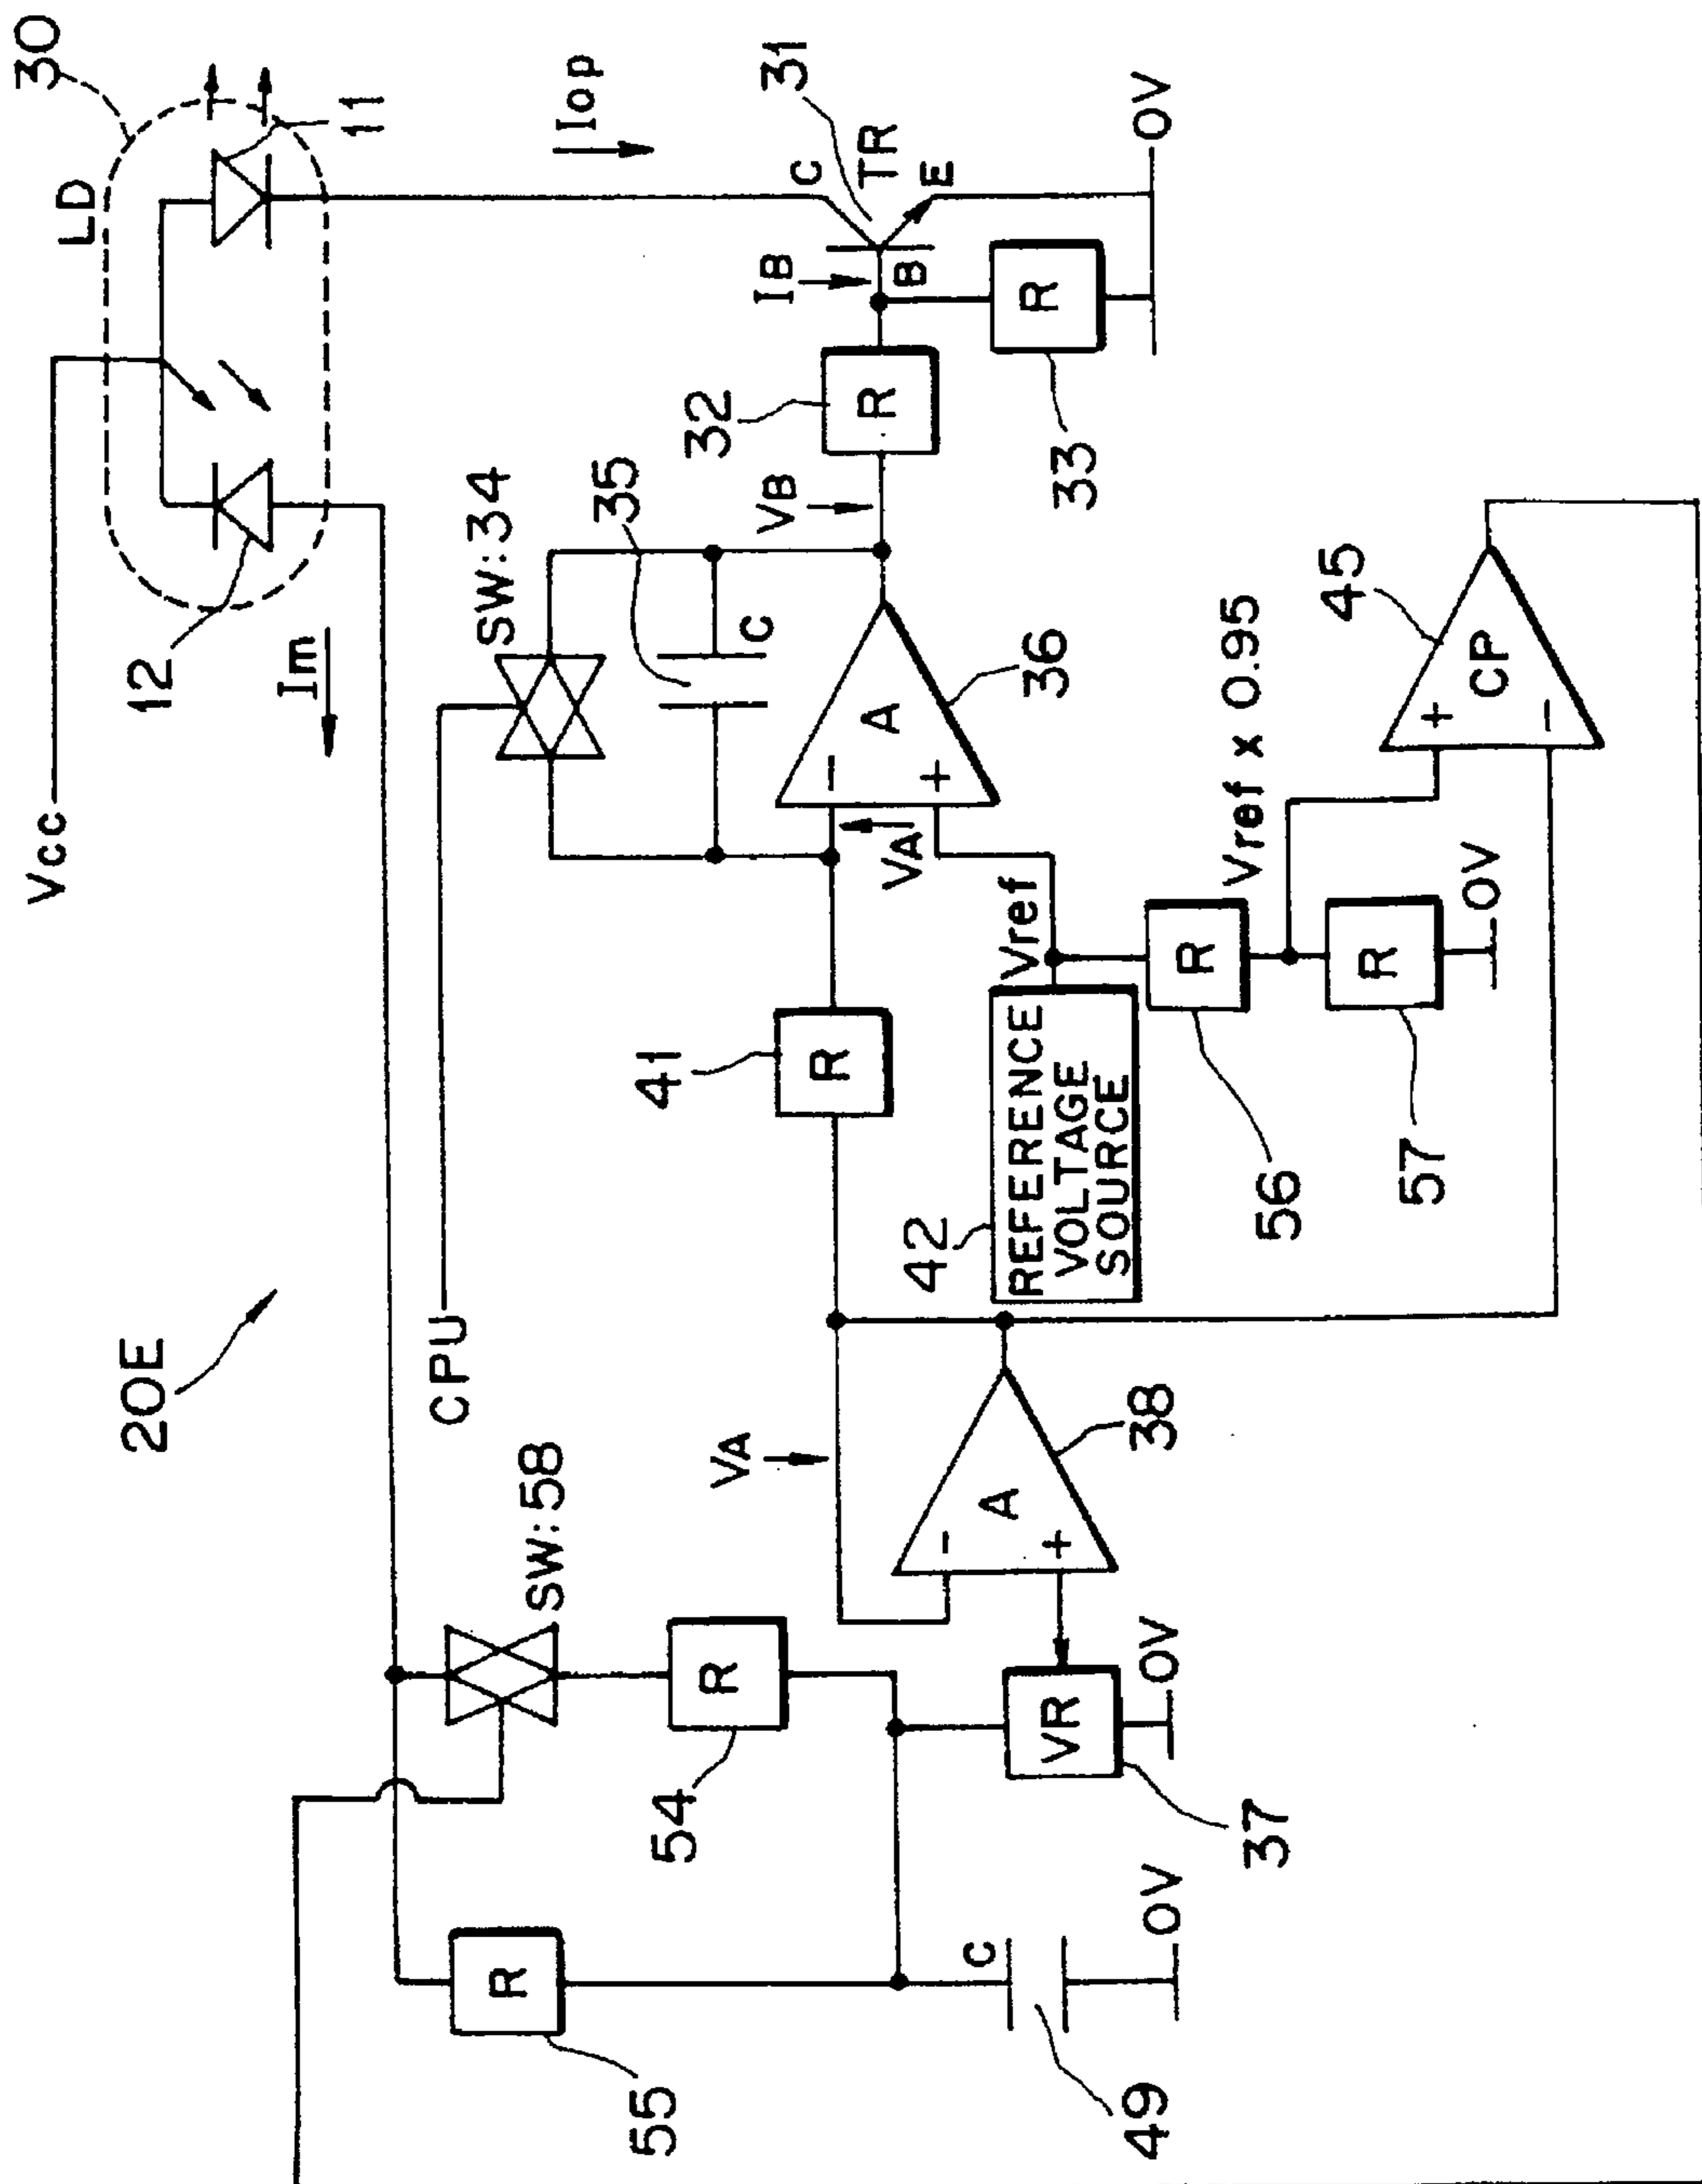 20E
Vcc
LD
30
11
12
Im
Iop
CPU
SW:34
35
C
VB
32
R
IB
B
C
TR
31
E
R
33
0V
SW:58
55
R
54
R
VA
41
R
VA
A
-
+
36
A
-
+
38
42
REFERENCE
VOLTAGE
SOURCE
Vref
R
56
Vref x 0.95
R
57
0V
45
CP
+
-
C
49
0V
VR
37
0V